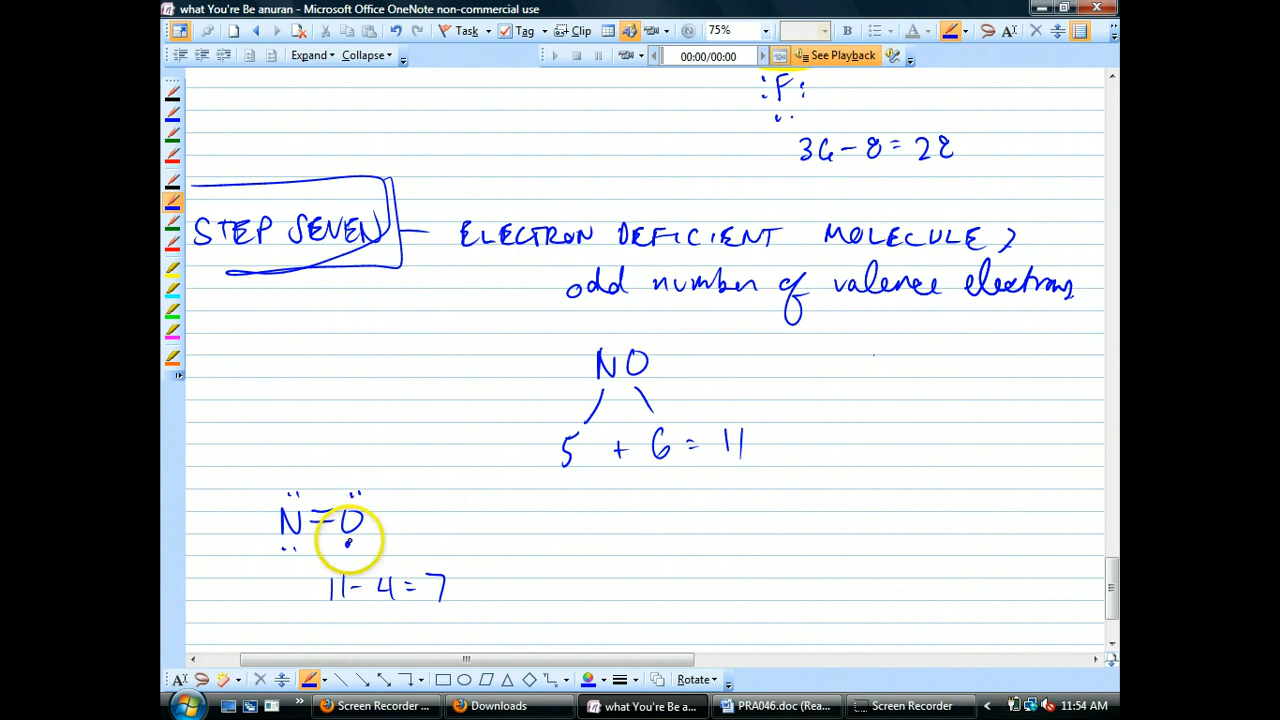 what You're Be anuran - Microsoft Office OneNote non-commercial use
Task Tag Clip 75% B A
Expand Collapse 00:00/00:00 See Playback
:F:
36-8=28
STEP SEVEN - ELECTRON DEFICIENT MOLECULE;
odd number of valence electrons
NO
5 + 6 = 11
N=O
11-4=7
Rotate
Screen Recorder ... Downloads what You're Be a... PRA046.doc (Rea... Screen Recorder 11:54 AM